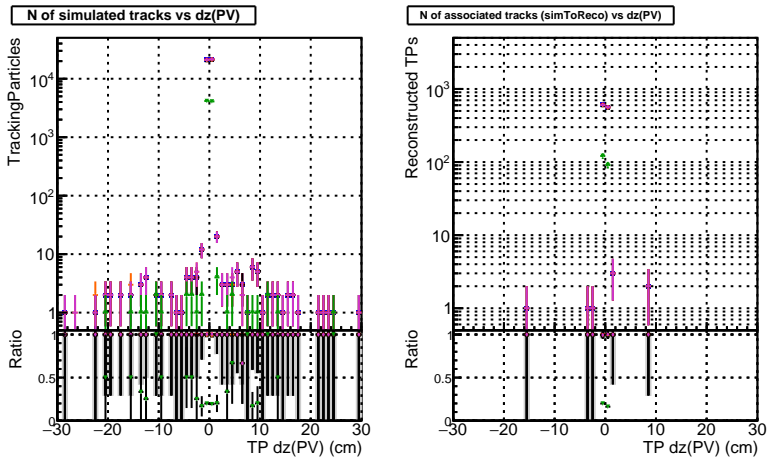 N of simulated tracks vs dz(PV)
TrackingParticles
10^4
10^3
10^2
10
1
Ratio
1
0.5
0
−30 −20 −10 0 10 20 30
TP dz(PV) (cm)
N of associated tracks (simToReco) vs dz(PV)
Reconstructed TPs
10^3
10^2
10
1
Ratio
1
0.5
0
−30 −20 −10 0 10 20 30
TP dz(PV) (cm)